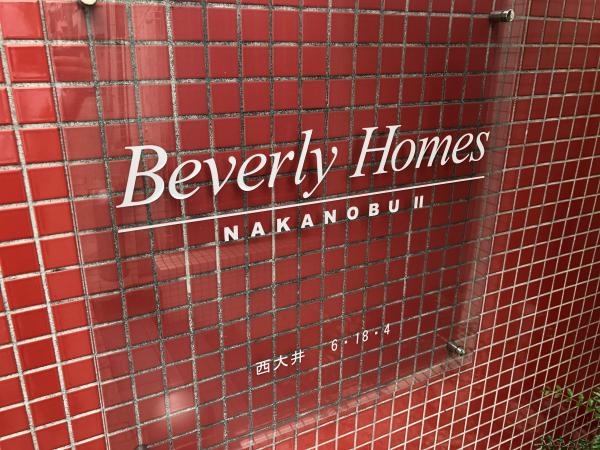 Beverly Homes
NAKANOBU II
西大井 6・18・4